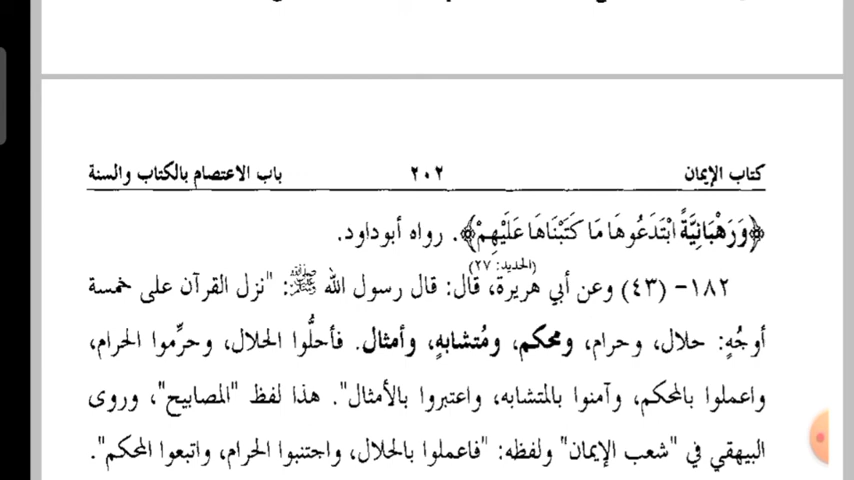 كتاب الإيمان ٢٠٢ باب الاعتصام بالكتاب والسنة
﴿وَرَهْبَانِيَّةً ابْتَدَعُوهَا مَا كَتَبْنَاهَا عَلَيْهِمْ﴾. رواه أبوداود.
(الحديد: ٢٧)
١٨٢- (٤٣) وعن أبي هريرة، قال: قال رسول الله ﷺ: "نزل القرآن على خمسة
أوجُهٍ: حلال، وحرام، ومحكم، ومُتشابهٍ، وأمثال. فأحلُّوا الحلال، وحرِّموا الحرام،
واعملوا بالمحكم، وآمنوا بالمتشابه، واعتبروا بالأمثال". هذا لفظ "المصابيح"، وروى
البيهقي في "شعب الإيمان" ولفظه: "فاعملوا بالحلال، واجتنبوا الحرام، واتبعوا المحكم".